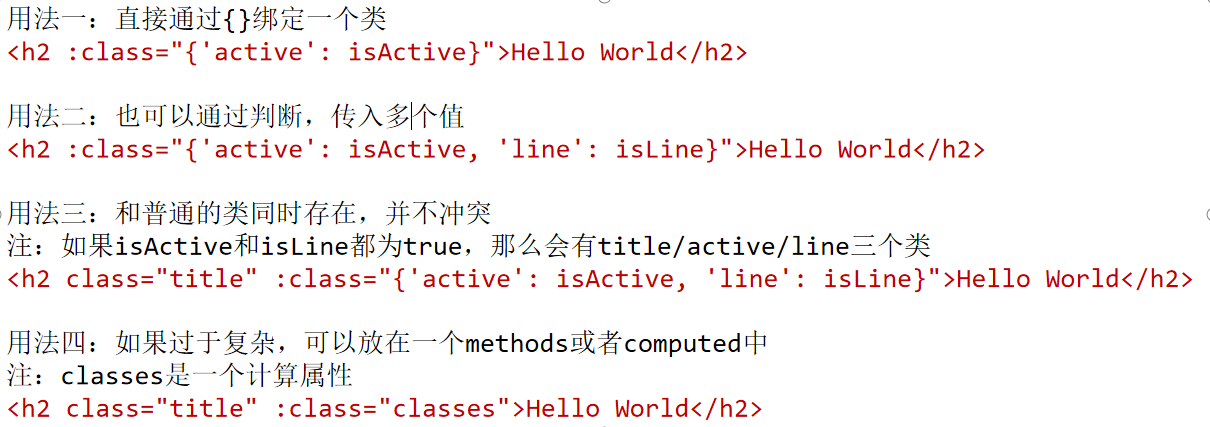 用法一：直接通过{}绑定一个类
<h2 :class="{'active': isActive}">Hello World</h2>
用法二：也可以通过判断，传入多个值
<h2 :class="{'active': isActive, 'line': isLine}">Hello World</h2>
用法三：和普通的类同时存在，并不冲突
注：如果isActive和isLine都为true，那么会有title/active/line三个类
<h2 class="title" :class="{'active': isActive, 'line': isLine}">Hello World</h2>
用法四：如果过于复杂，可以放在一个methods或者computed中
注：classes是一个计算属性
<h2 class="title" :class="classes">Hello World</h2>